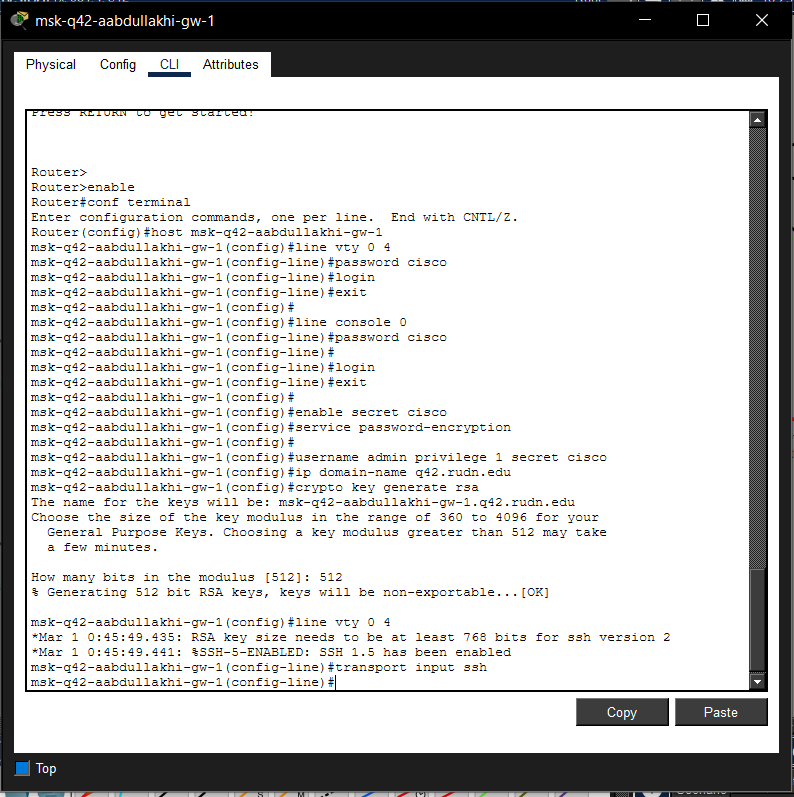 msk-q42-aabdullakhi-gw-1
Physical Config CLI Attributes
Press RETURN to get started!
Router>
Router>enable
Router#conf terminal
Enter configuration commands, one per line.  End with CNTL/Z.
Router(config)#host msk-q42-aabdullakhi-gw-1
msk-q42-aabdullakhi-gw-1(config)#line vty 0 4
msk-q42-aabdullakhi-gw-1(config-line)#password cisco
msk-q42-aabdullakhi-gw-1(config-line)#login
msk-q42-aabdullakhi-gw-1(config-line)#exit
msk-q42-aabdullakhi-gw-1(config)#
msk-q42-aabdullakhi-gw-1(config)#line console 0
msk-q42-aabdullakhi-gw-1(config-line)#password cisco
msk-q42-aabdullakhi-gw-1(config-line)#
msk-q42-aabdullakhi-gw-1(config-line)#login
msk-q42-aabdullakhi-gw-1(config-line)#exit
msk-q42-aabdullakhi-gw-1(config)#
msk-q42-aabdullakhi-gw-1(config)#enable secret cisco
msk-q42-aabdullakhi-gw-1(config)#service password-encryption
msk-q42-aabdullakhi-gw-1(config)#
msk-q42-aabdullakhi-gw-1(config)#username admin privilege 1 secret cisco
msk-q42-aabdullakhi-gw-1(config)#ip domain-name q42.rudn.edu
msk-q42-aabdullakhi-gw-1(config)#crypto key generate rsa
The name for the keys will be: msk-q42-aabdullakhi-gw-1.q42.rudn.edu
Choose the size of the key modulus in the range of 360 to 4096 for your
  General Purpose Keys. Choosing a key modulus greater than 512 may take
  a few minutes.
How many bits in the modulus [512]: 512
% Generating 512 bit RSA keys, keys will be non-exportable...[OK]
msk-q42-aabdullakhi-gw-1(config)#line vty 0 4
*Mar 1 0:45:49.435: RSA key size needs to be at least 768 bits for ssh version 2
*Mar 1 0:45:49.441: %SSH-5-ENABLED: SSH 1.5 has been enabled
msk-q42-aabdullakhi-gw-1(config-line)#transport input ssh
msk-q42-aabdullakhi-gw-1(config-line)#
Copy Paste
Top